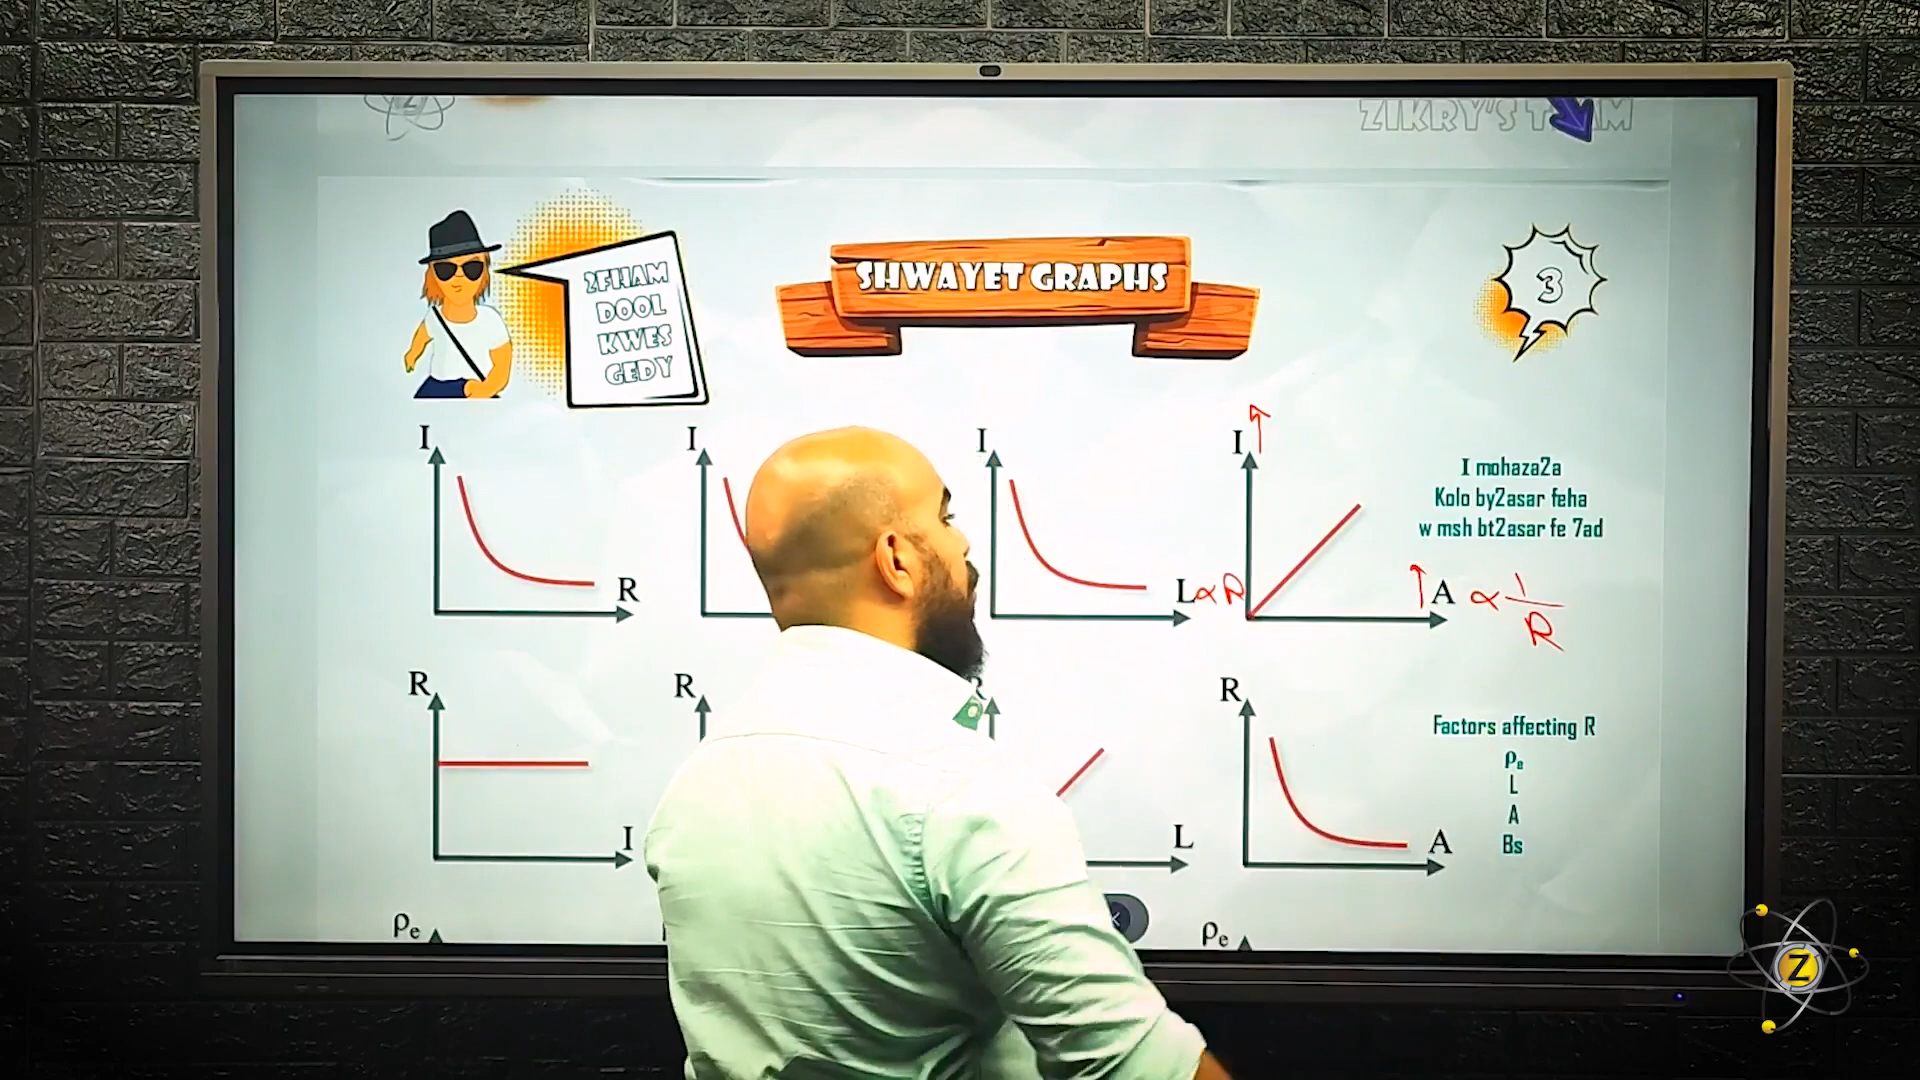 Z
ZIKRY'S TEAM
2FHAM
DOOL
KWES
GEDY
SHWAYET GRAPHS
3
I
R
I
I
L ∝ R
I ↑
↑ A ∝ 1/R
I mohaza2a
Kolo by2asar feha
w msh bt2asar fe 7ad
R
I
R
R
L
R
A
Factors affecting R
ρe
L
A
Bs
ρe
ρe
Z